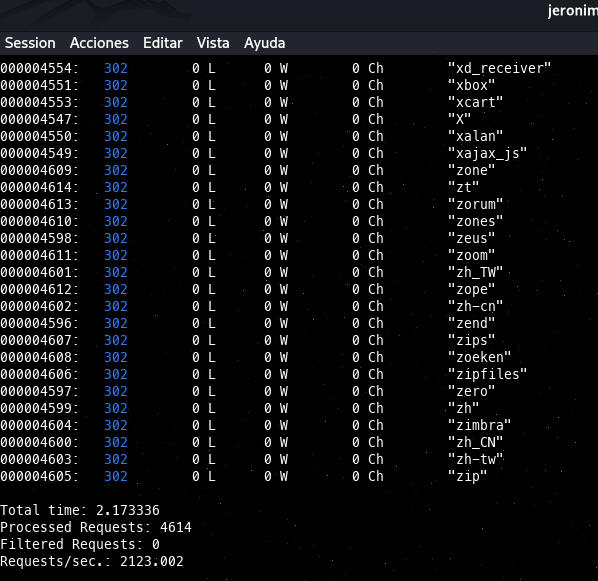 jeronim
Session Acciones Editar Vista Ayuda
000004554: 302 0 L 0 W 0 Ch "xd_receiver"
000004551: 302 0 L 0 W 0 Ch "xbox"
000004553: 302 0 L 0 W 0 Ch "xcart"
000004547: 302 0 L 0 W 0 Ch "X"
000004550: 302 0 L 0 W 0 Ch "xalan"
000004549: 302 0 L 0 W 0 Ch "xajax_js"
000004609: 302 0 L 0 W 0 Ch "zone"
000004614: 302 0 L 0 W 0 Ch "zt"
000004613: 302 0 L 0 W 0 Ch "zorum"
000004610: 302 0 L 0 W 0 Ch "zones"
000004598: 302 0 L 0 W 0 Ch "zeus"
000004611: 302 0 L 0 W 0 Ch "zoom"
000004601: 302 0 L 0 W 0 Ch "zh_TW"
000004612: 302 0 L 0 W 0 Ch "zope"
000004602: 302 0 L 0 W 0 Ch "zh-cn"
000004596: 302 0 L 0 W 0 Ch "zend"
000004607: 302 0 L 0 W 0 Ch "zips"
000004608: 302 0 L 0 W 0 Ch "zoeken"
000004606: 302 0 L 0 W 0 Ch "zipfiles"
000004597: 302 0 L 0 W 0 Ch "zero"
000004599: 302 0 L 0 W 0 Ch "zh"
000004604: 302 0 L 0 W 0 Ch "zimbra"
000004600: 302 0 L 0 W 0 Ch "zh_CN"
000004603: 302 0 L 0 W 0 Ch "zh-tw"
000004605: 302 0 L 0 W 0 Ch "zip"
Total time: 2.173336
Processed Requests: 4614
Filtered Requests: 0
Requests/sec.: 2123.002